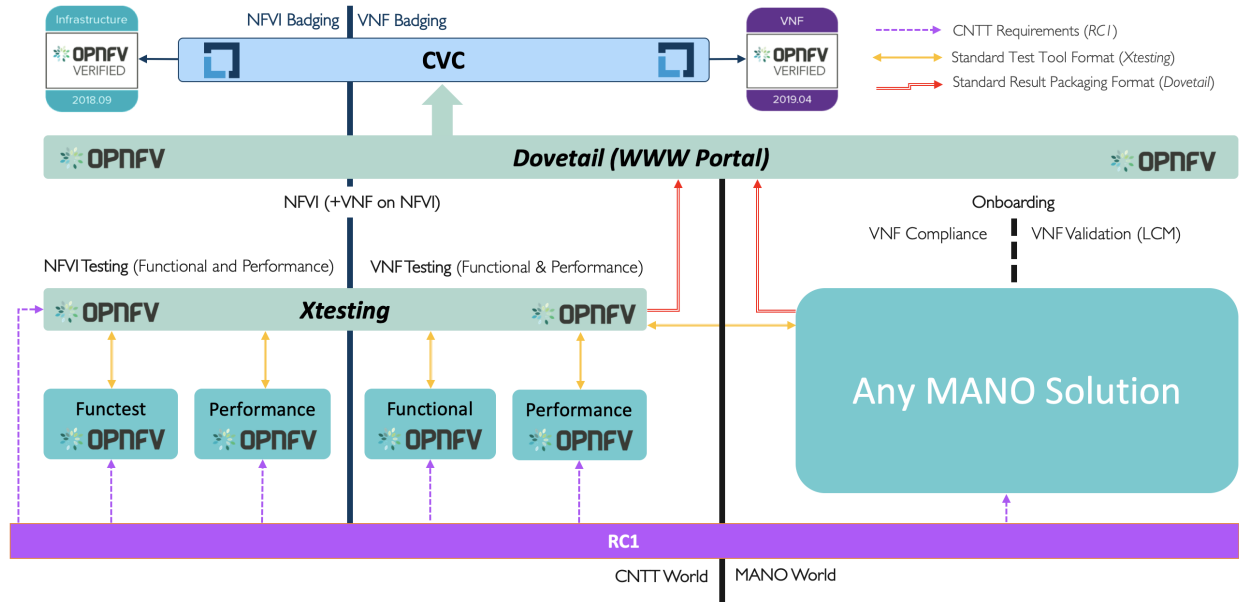 Infrastructure
OPNFV
VERIFIED
2018.09
NFVI Badging
VNF Badging
CVC
VNF
OPNFV
VERIFIED
2019.04
CNTT Requirements (RC1)
Standard Test Tool Format (Xtesting)
Standard Result Packaging Format (Dovetail)
OPNFV
Dovetail (WWW Portal)
OPNFV
NFVI (+VNF on NFVI)
Onboarding
VNF Compliance
VNF Validation (LCM)
NFVI Testing (Functional and Performance)
VNF Testing (Functional & Performance)
OPNFV
Xtesting
OPNFV
Functest
OPNFV
Performance
OPNFV
Functional
OPNFV
Performance
OPNFV
Any MANO Solution
RC1
CNTT World
MANO World